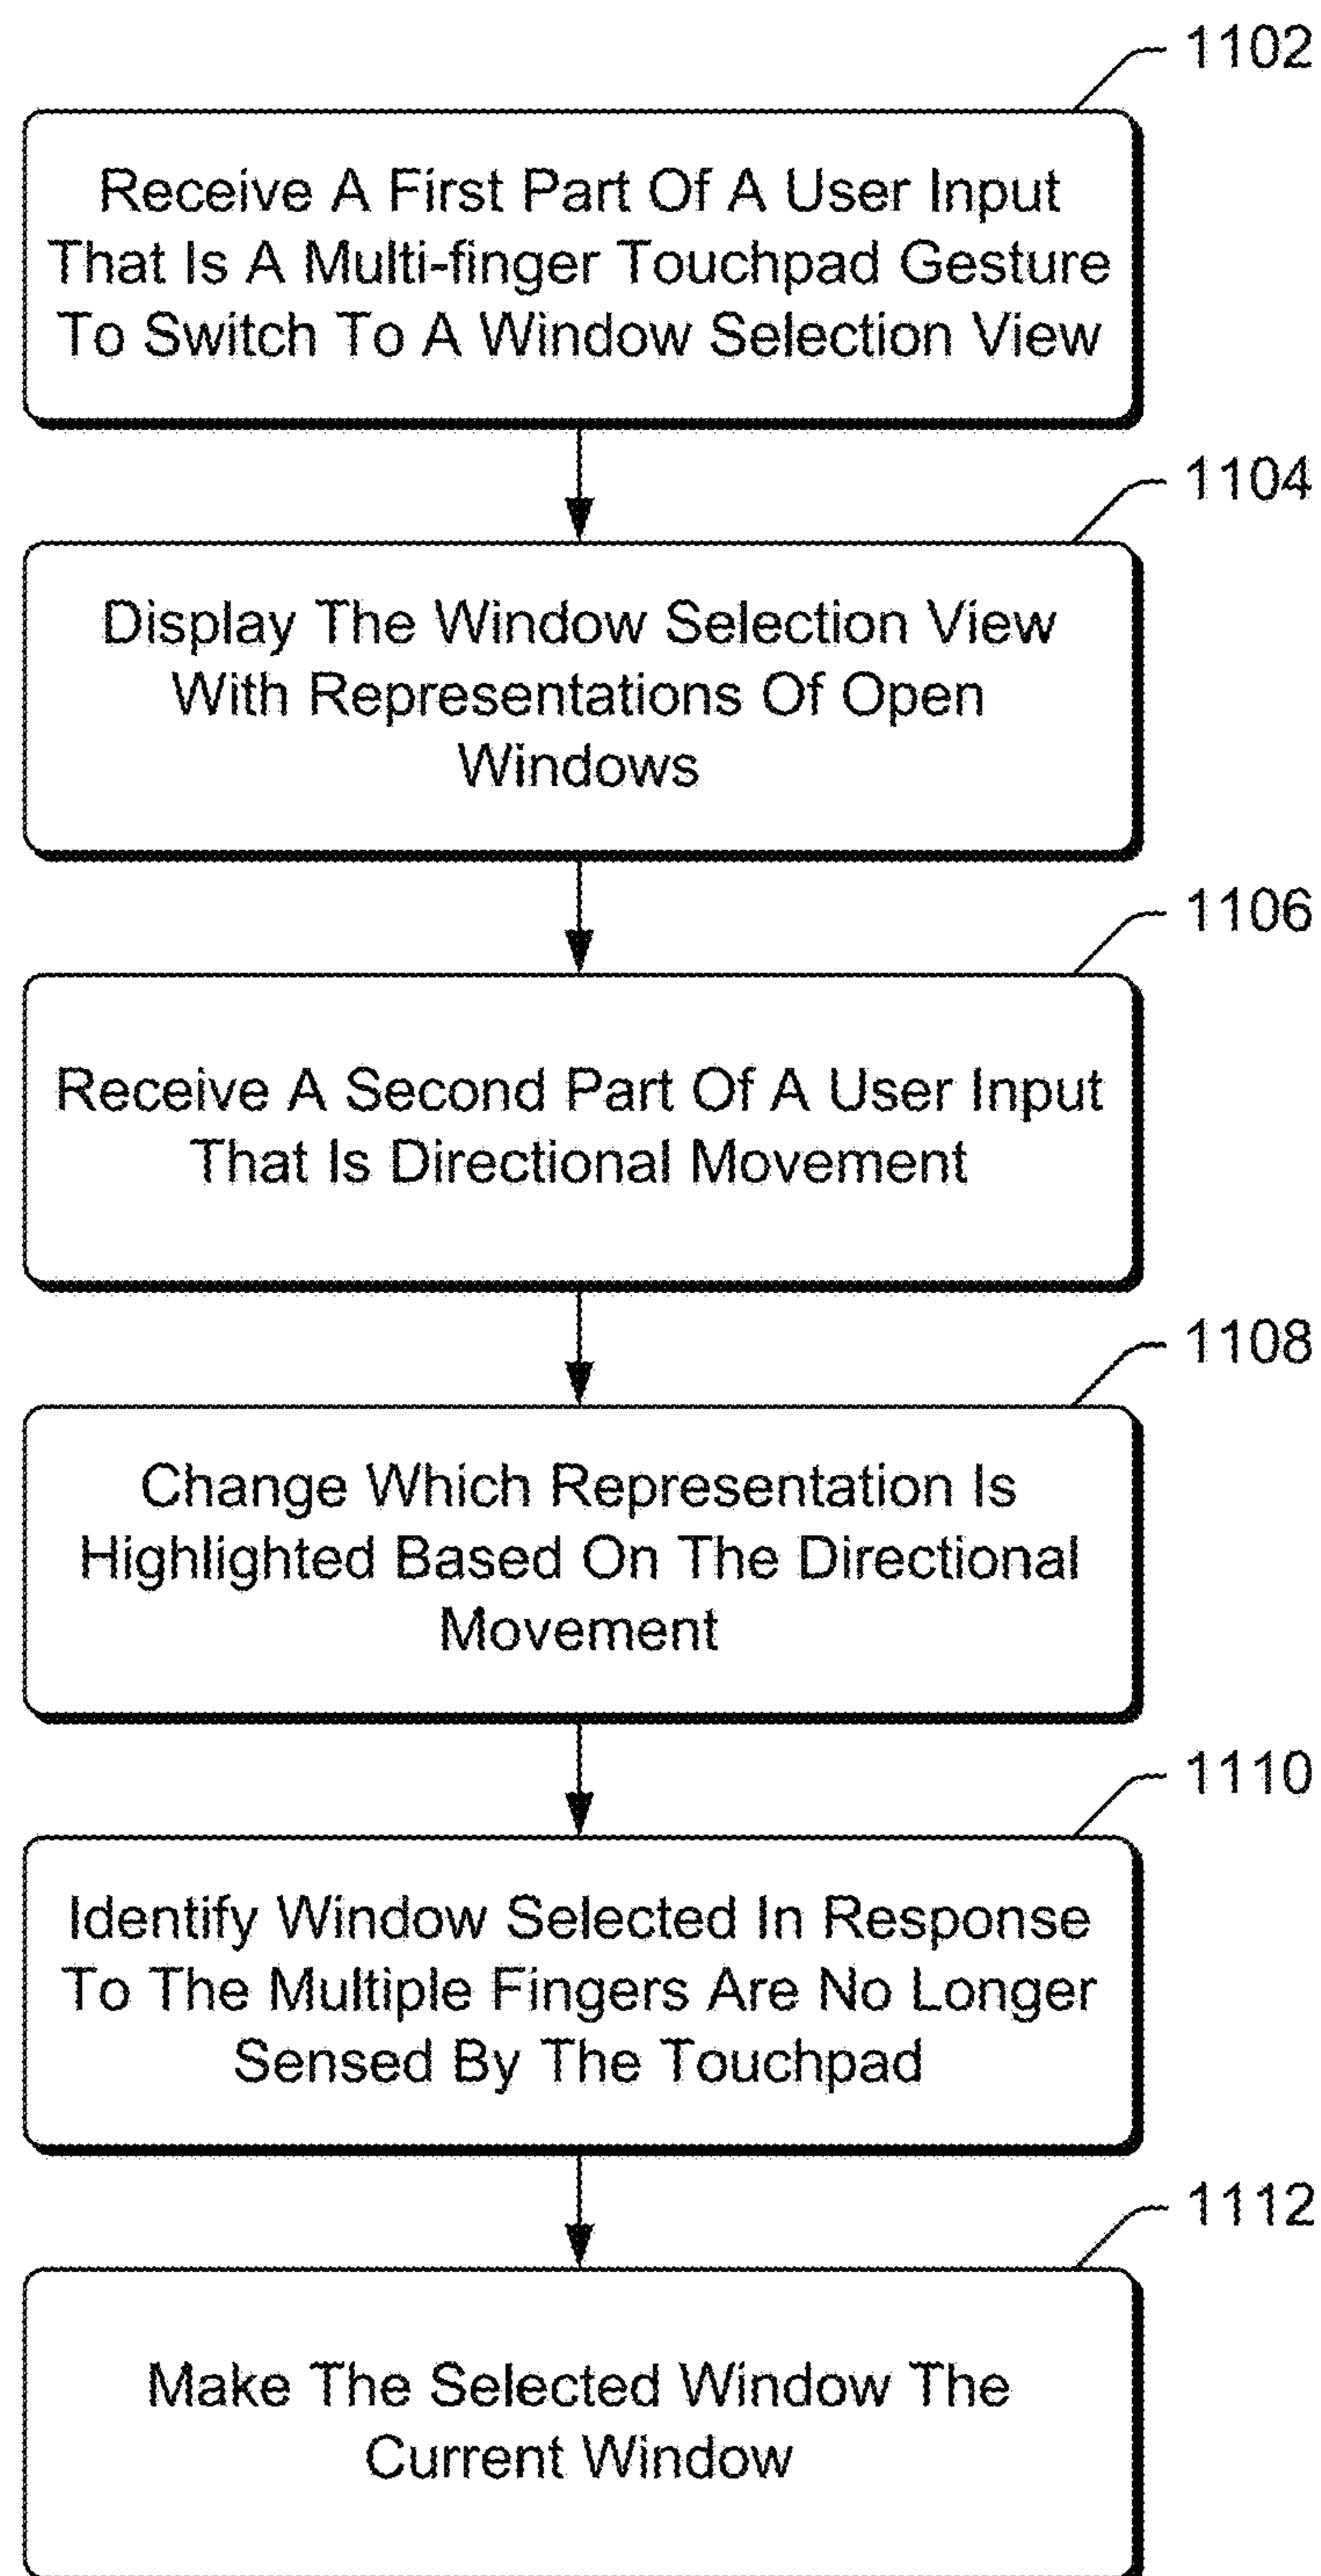 1102
Receive A First Part Of A User Input
That Is A Multi-finger Touchpad Gesture
To Switch To A Window Selection View
1104
Display The Window Selection View
With Representations Of Open
Windows
1106
Receive A Second Part Of A User Input
That Is Directional Movement
1108
Change Which Representation Is
Highlighted Based On The Directional
Movement
1110
Identify Window Selected In Response
To The Multiple Fingers Are No Longer
Sensed By The Touchpad
1112
Make The Selected Window The
Current Window